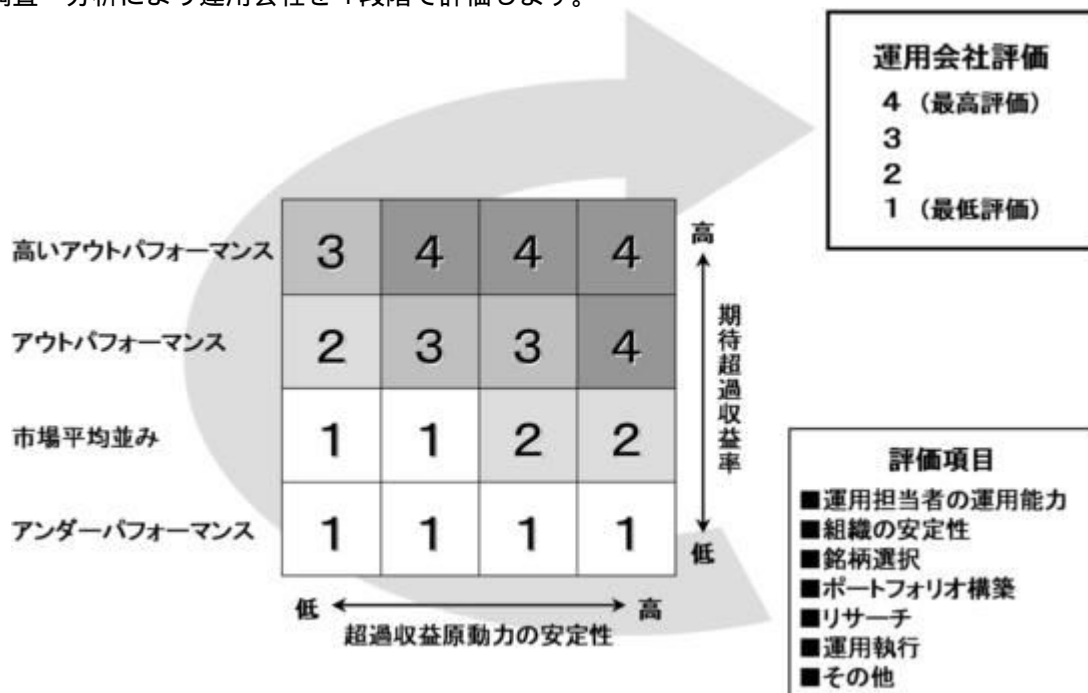 調査・分析により運用会社を4段階で評価します。
運用会社評価
4 (最高評価)
3
2
1 (最低評価)
高いアウトパフォーマンス 3 4 4 4
アウトパフォーマンス 2 3 3 4
市場平均並み 1 1 2 2
アンダーパフォーマンス 1 1 1 1
高
期待超過収益率
低
低 高
超過収益原動力の安定性
評価項目
■運用担当者の運用能力
■組織の安定性
■銘柄選択
■ポートフォリオ構築
■リサーチ
■運用執行
■その他